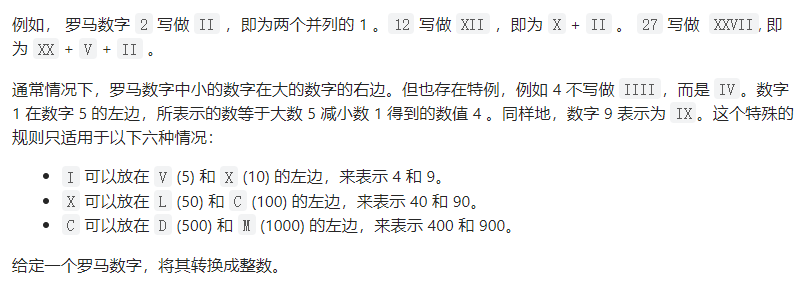 例如， 罗马数字 2 写做 II ，即为两个并列的 1 。12 写做 XII ，即为 X + II 。 27 写做 XXVII, 即
为 XX + V + II 。
通常情况下，罗马数字中小的数字在大的数字的右边。但也存在特例，例如 4 不写做 IIII，而是 IV。数字
1 在数字 5 的左边，所表示的数等于大数 5 减小数 1 得到的数值 4 。同样地，数字 9 表示为 IX。这个特殊的
规则只适用于以下六种情况：
• I 可以放在 V (5) 和 X (10) 的左边，来表示 4 和 9。
• X 可以放在 L (50) 和 C (100) 的左边，来表示 40 和 90。
• C 可以放在 D (500) 和 M (1000) 的左边，来表示 400 和 900。
给定一个罗马数字，将其转换成整数。